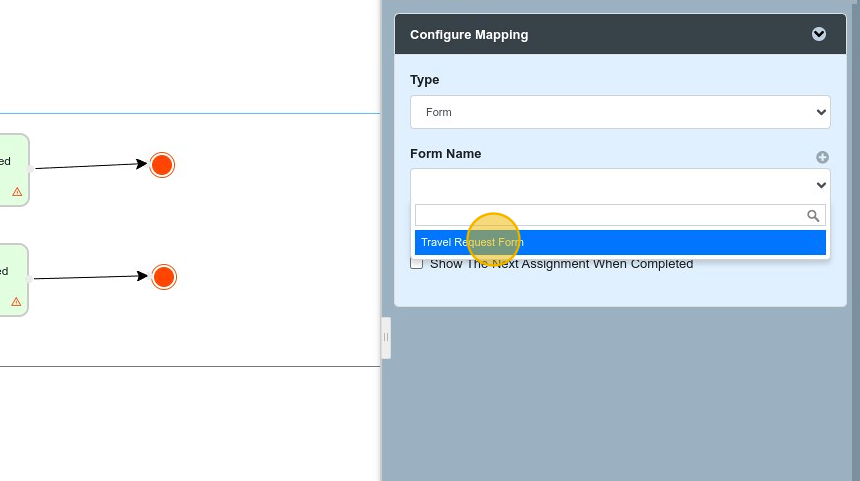 Configure Mapping
Type
Form
ed
Form Name
Travel Request Form
ed
Show The Next Assignment When Completed